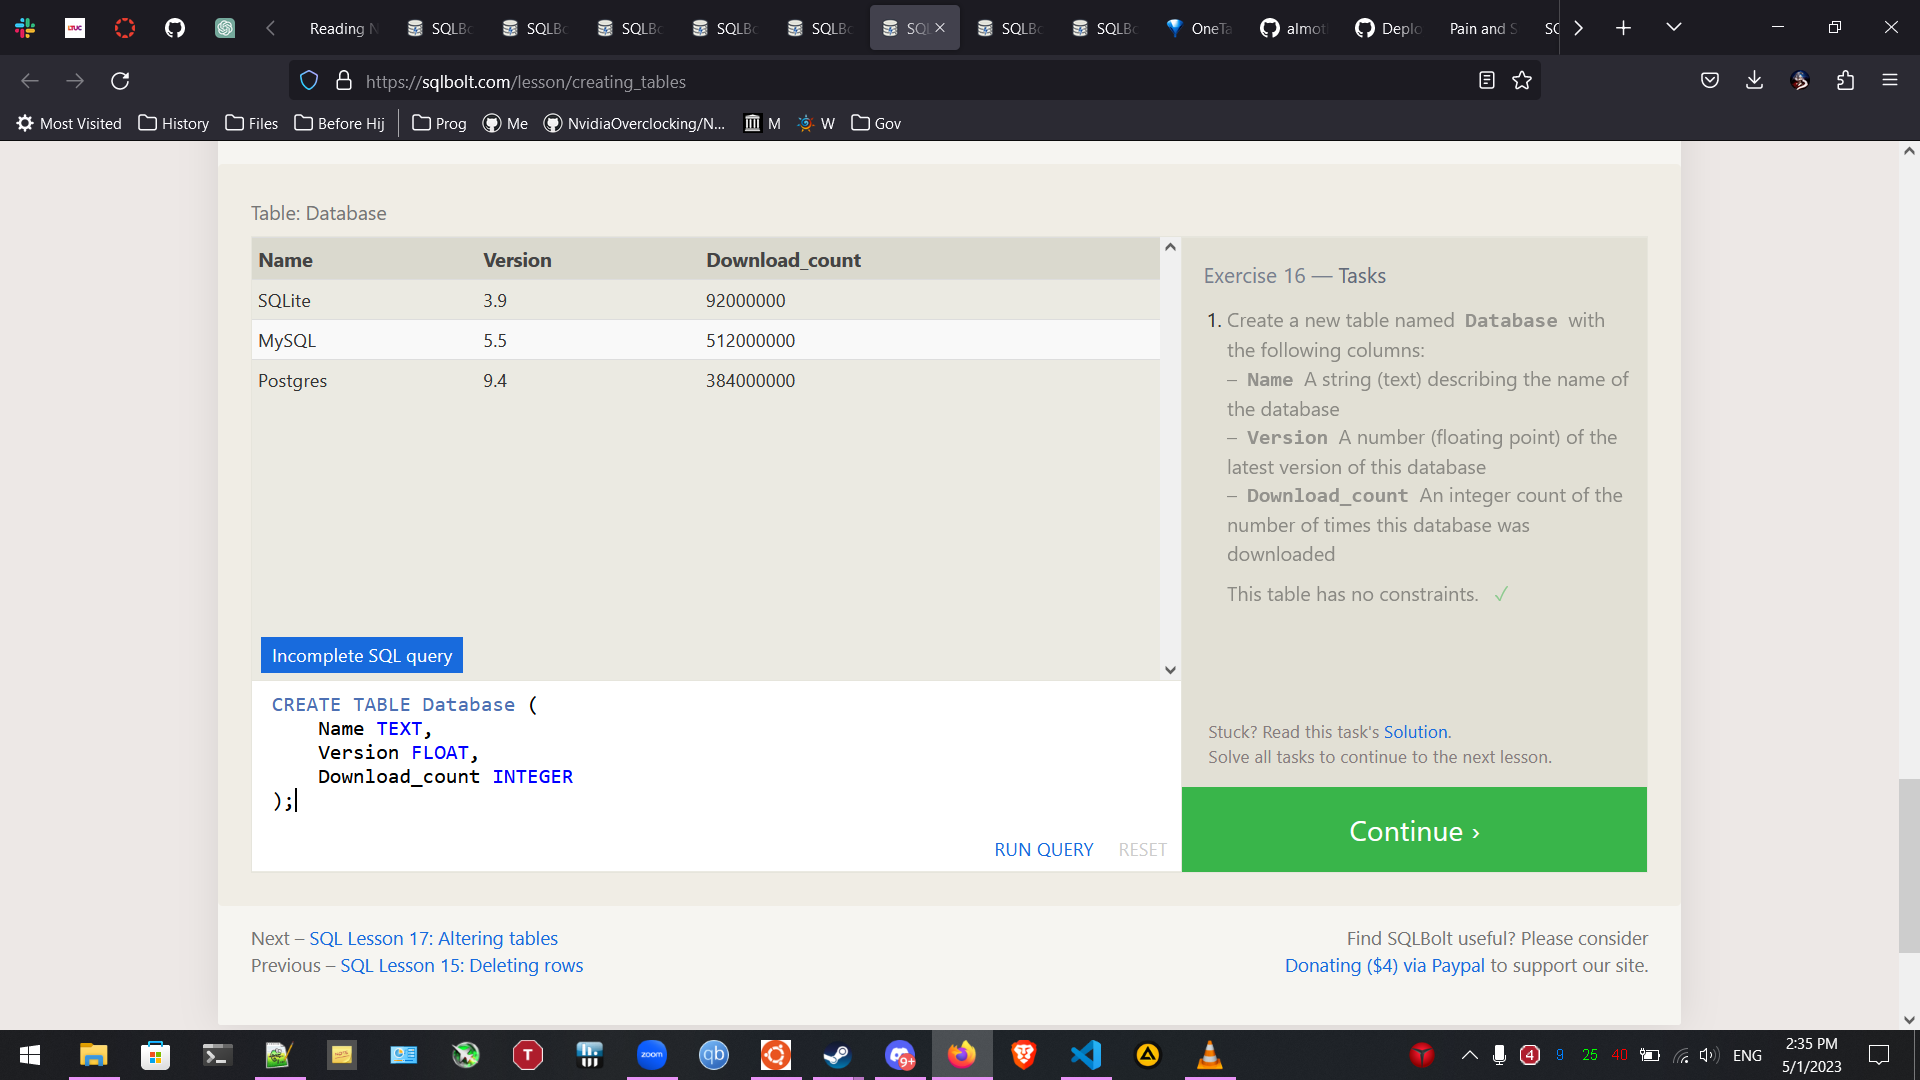 Reading N
SQLBo
SQLBo
SQLBo
SQLBo
SQLBo
SQL
SQLBo
SQLBo
OneTa
almot
Deplo
Pain and S
https://sqlbolt.com/lesson/creating_tables
Most Visited
History
Files
Before Hij
Prog
Me
NvidiaOverclocking/N...
M
W
Gov
Table: Database
Name Version Download_count
SQLite 3.9 92000000
MySQL 5.5 512000000
Postgres 9.4 384000000
Incomplete SQL query
CREATE TABLE Database (
Name TEXT,
Version FLOAT,
Download_count INTEGER
);
RUN QUERY RESET
Exercise 16 — Tasks
1. Create a new table named Database with
the following columns:
– Name A string (text) describing the name of
the database
– Version A number (floating point) of the
latest version of this database
– Download_count An integer count of the
number of times this database was
downloaded
This table has no constraints. ✓
Stuck? Read this task's Solution.
Solve all tasks to continue to the next lesson.
Continue ›
Next – SQL Lesson 17: Altering tables
Previous – SQL Lesson 15: Deleting rows
Find SQLBolt useful? Please consider
Donating ($4) via Paypal to support our site.
T
zoom
qb
9+
4
9
25
40
ENG
2:35 PM
5/1/2023